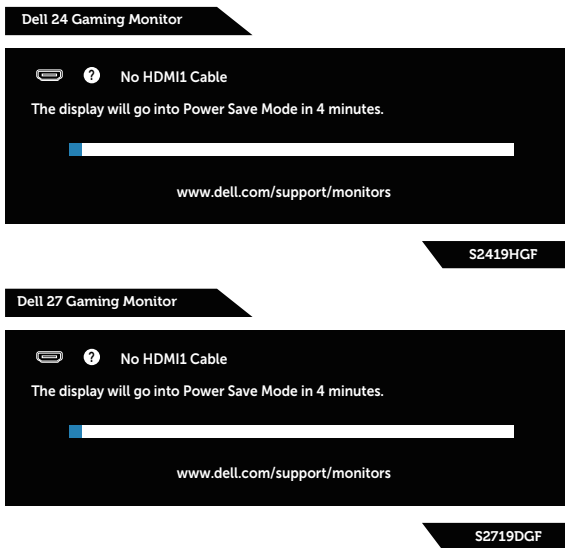 Dell 24 Gaming Monitor
? No HDMI1 Cable
The display will go into Power Save Mode in 4 minutes.
www.dell.com/support/monitors
S2419HGF
Dell 27 Gaming Monitor
? No HDMI1 Cable
The display will go into Power Save Mode in 4 minutes.
www.dell.com/support/monitors
S2719DGF